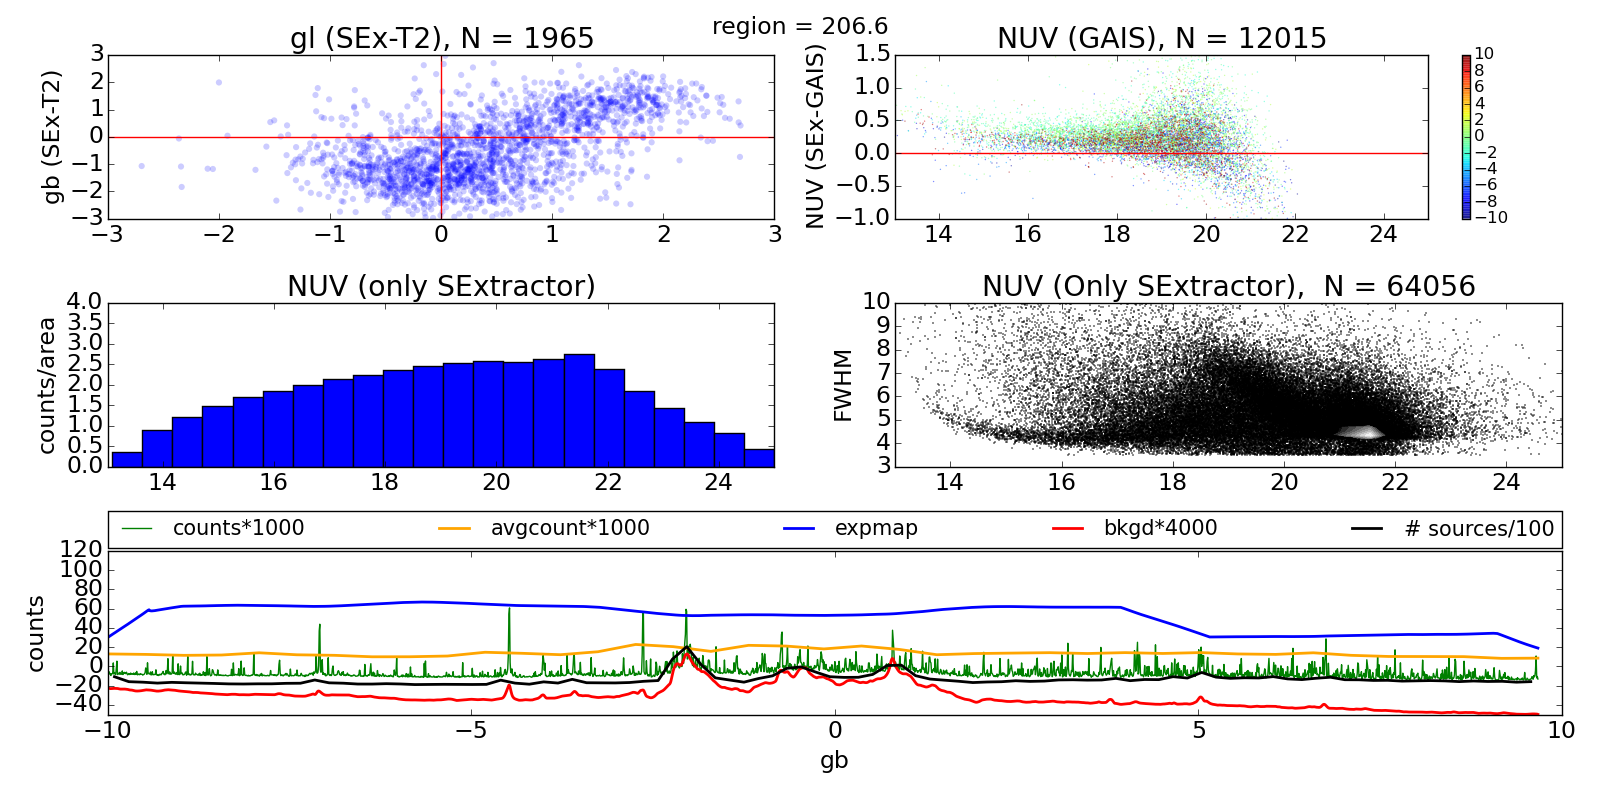 region = 206.6
gl (SEx-T2), N = 1965
NUV (GAIS), N = 12015
gb (SEx-T2)
3
2
1
0
−1
−2
−3
−3 −2 −1 0 1 2 3
NUV (SEx-GAIS)
1.5
1.0
0.5
0.0
−0.5
−1.0
14 16 18 20 22 24
10
8
6
4
2
0
−2
−4
−6
−8
−10
NUV (only SExtractor)
counts/area
4.0
3.5
3.0
2.5
2.0
1.5
1.0
0.5
0.0
14 16 18 20 22 24
NUV (Only SExtractor), N = 64056
FWHM
10
9
8
7
6
5
4
3
14 16 18 20 22 24
counts*1000 avgcount*1000 expmap bkgd*4000 # sources/100
counts
120
100
80
60
40
20
0
−20
−40
−10 −5 0 5 10
gb